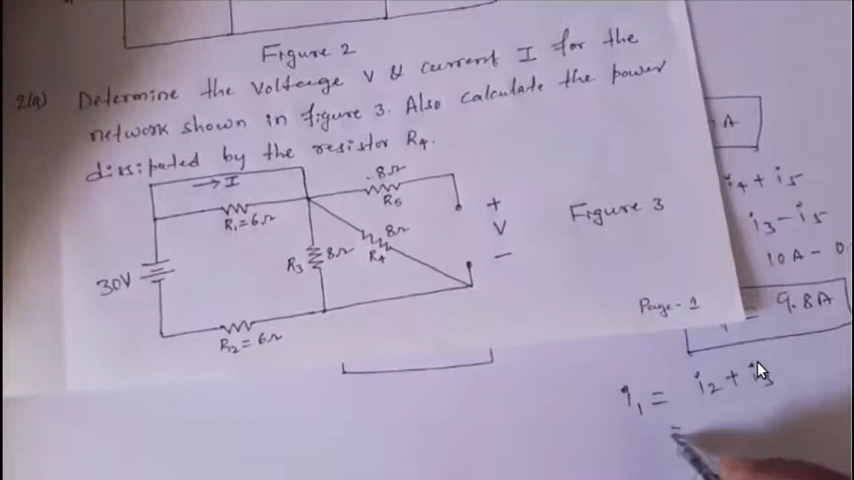 Figure 2
2(a) Determine the Voltage V & current I for the
network shown in figure 3. Also calculate the power
dissipated by the resistor R4.
I
8Ω
R5
R1=6Ω
8Ω
R4
R3 8Ω
30V
R2=6Ω
+
V
−
Figure 3
Page-1
A
i4+i5
i3−i5
10A−0.
= 9.8A
i1= i2+i3